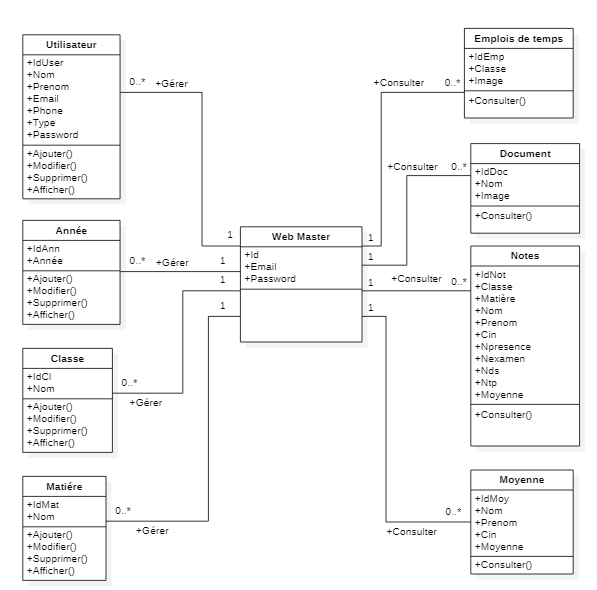 Utilisateur
+IdUser
+Nom
+Prenom
+Email
+Phone
+Type
+Password
+Ajouter()
+Modifier()
+Supprimer()
+Afficher()
0..*
+Gérer
1
Année
+IdAnn
+Année
+Ajouter()
+Modifier()
+Supprimer()
+Afficher()
0..*
+Gérer
1
Classe
+IdCl
+Nom
+Ajouter()
+Modifier()
+Supprimer()
+Afficher()
0..*
+Gérer
1
Matiére
+IdMat
+Nom
+Ajouter()
+Modifier()
+Supprimer()
+Afficher()
0..*
+Gérer
1
Web Master
+Id
+Email
+Password
Emplois de temps
+IdEmp
+Classe
+Image
+Consulter()
+Consulter
0..*
1
Document
+IdDoc
+Nom
+Image
+Consulter()
+Consulter
0..*
1
Notes
+IdNot
+Classe
+Matière
+Nom
+Prenom
+Cin
+Npresence
+Nexamen
+Nds
+Ntp
+Moyenne
+Consulter()
+Consulter
0..*
1
Moyenne
+IdMoy
+Nom
+Prenom
+Cin
+Moyenne
+Consulter()
0..*
+Consulter
1